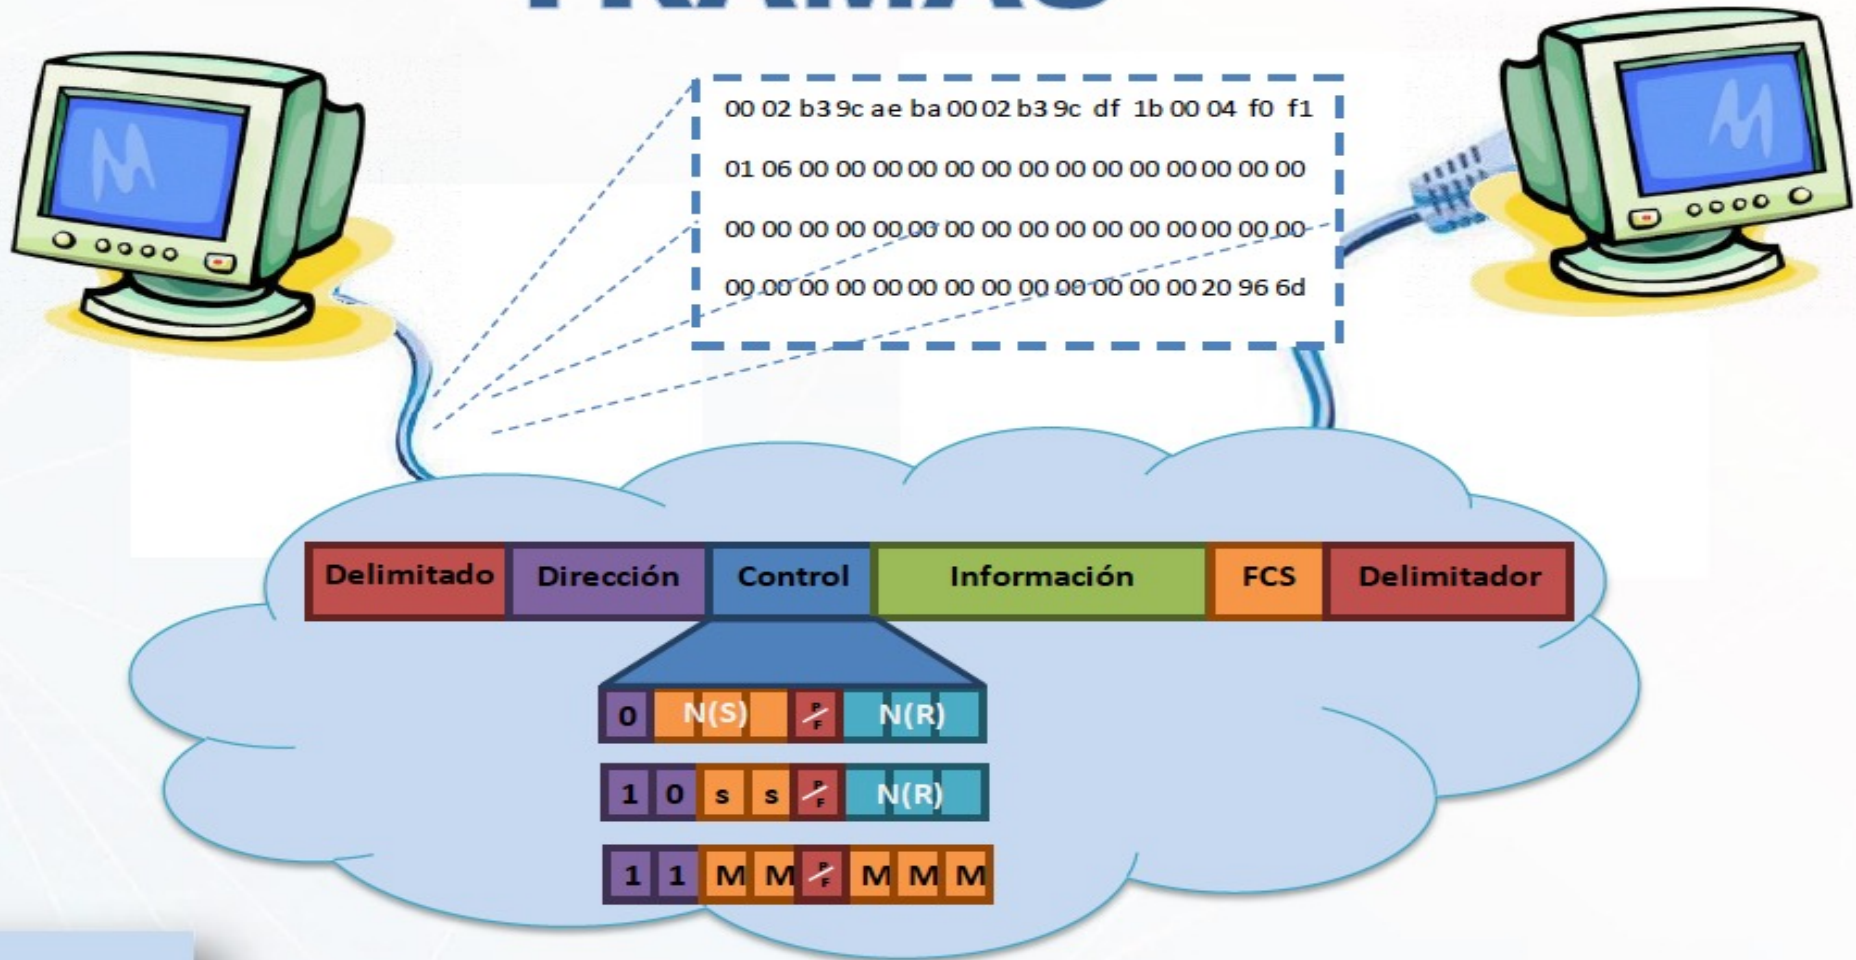 00 02 b3 9c ae ba 00 02 b3 9c df 1b 00 04 f0 f1
01 06 00 00 00 00 00 00 00 00 00 00 00 00 00 00
00 00 00 00 00 00 00 00 00 00 00 00 00 00 00 00
00 00 00 00 00 00 00 00 00 00 00 00 00 20 96 6d
Delimitado Dirección Control Información FCS Delimitador
0 N(S) P/F N(R)
1 0 s s P/F N(R)
1 1 M M P/F M M M